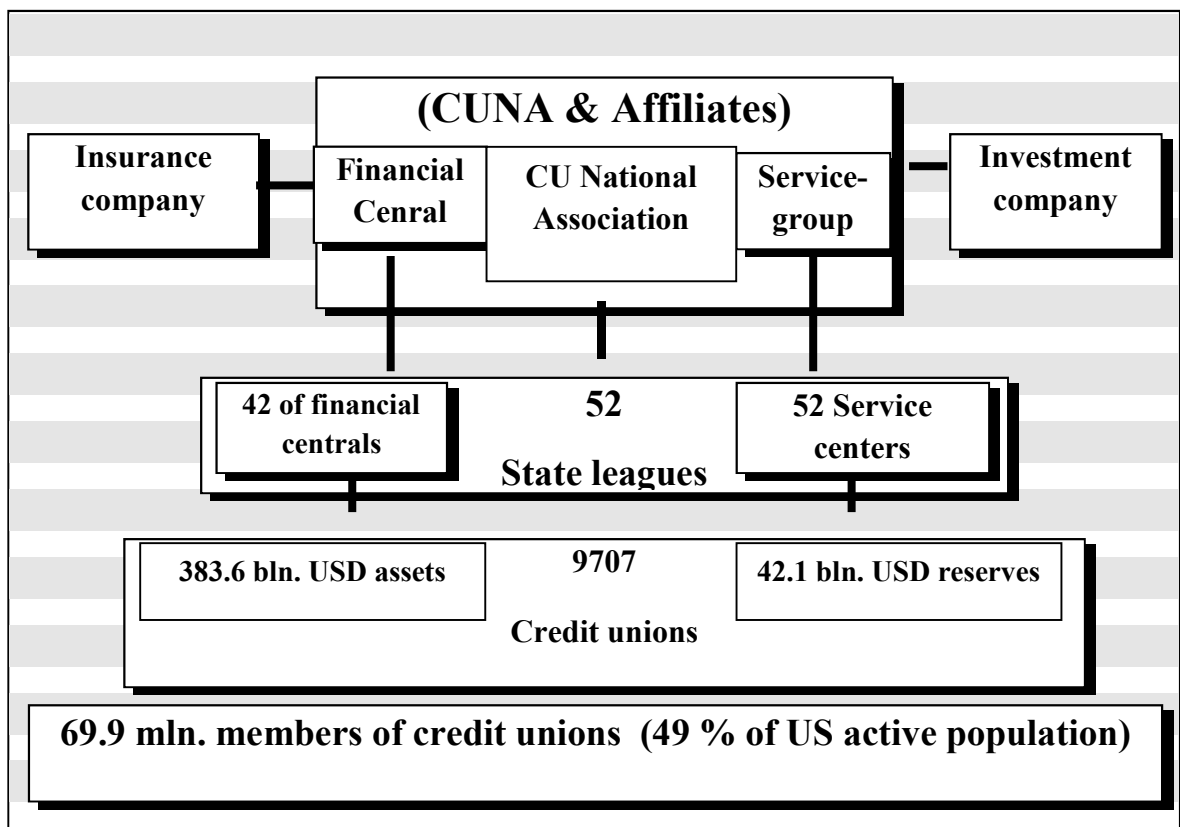 (CUNA & Affiliates)
Insurance
company
Financial
Cenral
CU National
Association
Service-
group
Investment
company
42 of financial
centrals
52
State leagues
52 Service
centers
383.6 bln. USD assets
9707
Credit unions
42.1 bln. USD reserves
69.9 mln. members of credit unions (49 % of US active population)